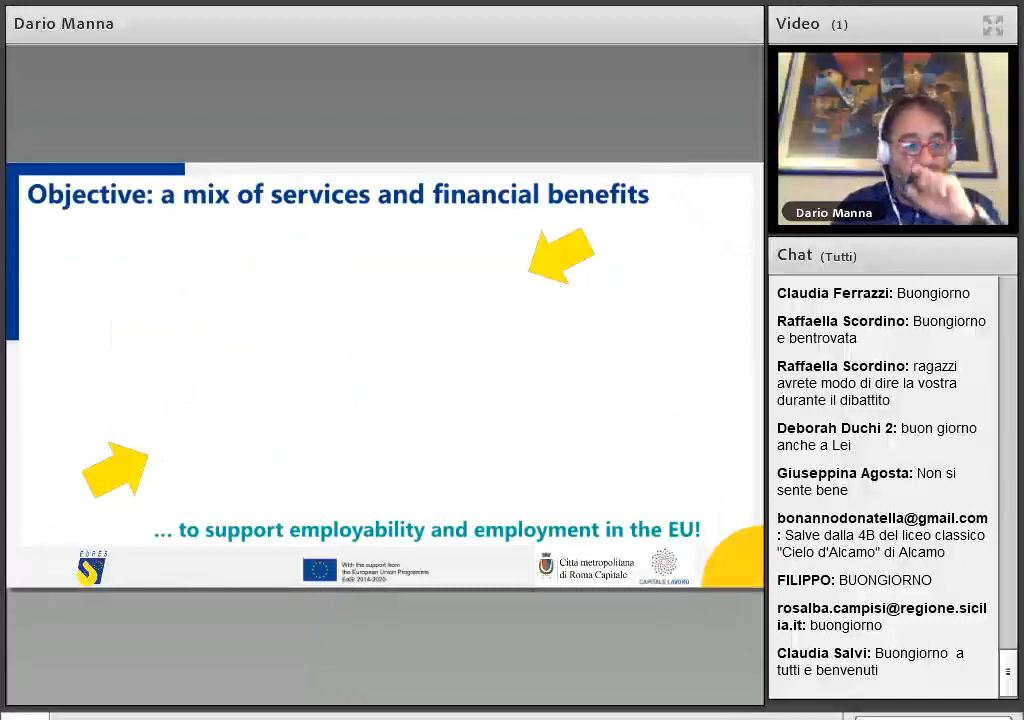 Dario Manna
Objective: a mix of services and financial benefits
... to support employability and employment in the EU!
EURES
With the support from
the European Union Programme
EaSI 2014-2020
Città metropolitana
di Roma Capitale
CAPITALE LAVORO
Video (1)
Dario Manna
Chat (Tutti)
Claudia Ferrazzi: Buongiorno
Raffaella Scordino: Buongiorno
e bentrovata
Raffaella Scordino: ragazzi
avrete modo di dire la vostra
durante il dibattito
Deborah Duchi 2: buon giorno
anche a Lei
Giuseppina Agosta: Non si
sente bene
bonannodonatella@gmail.com
: Salve dalla 4B del liceo classico
"Cielo d'Alcamo" di Alcamo
FILIPPO: BUONGIORNO
rosalba.campisi@regione.sicil
ia.it: buongiorno
Claudia Salvi: Buongiorno a
tutti e benvenuti